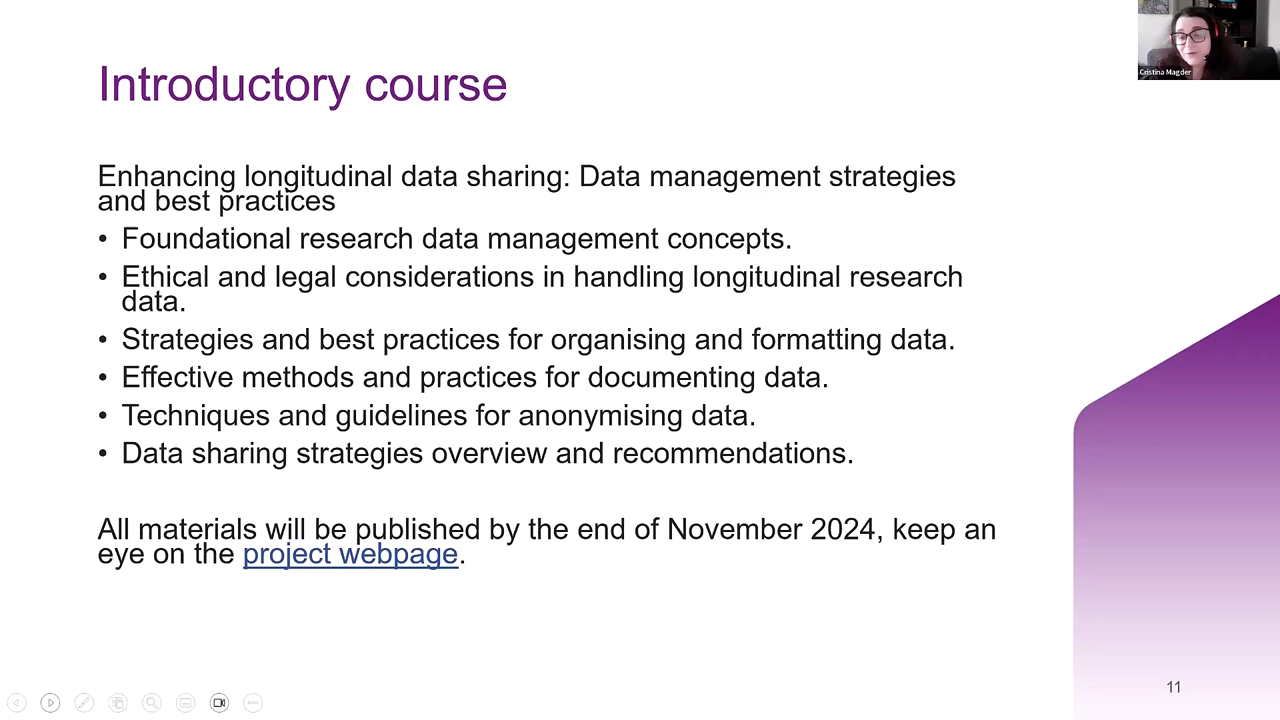 Cristina Magder
Introductory course
Enhancing longitudinal data sharing: Data management strategies
and best practices
• Foundational research data management concepts.
• Ethical and legal considerations in handling longitudinal research
data.
• Strategies and best practices for organising and formatting data.
• Effective methods and practices for documenting data.
• Techniques and guidelines for anonymising data.
• Data sharing strategies overview and recommendations.
All materials will be published by the end of November 2024, keep an
eye on the project webpage.
11